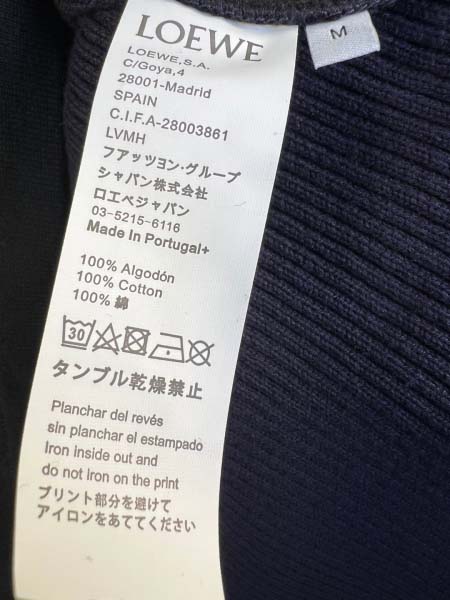 LOEWE
M
LOEWE, S.A.
C/Goya,4
28001-Madrid
SPAIN
C.I.F.A-28003861
LVMH
ファッツヨン・グループ
シャパン株式会社
ロエベジャパン
03-5215-6116
Made In Portugal+
100% Algodón
100% Cotton
100% 綿
30
タンブル乾燥禁止
Planchar del revés
sin planchar el estampado
Iron inside out and
do not iron on the print
プリント部分を避けて
アイロンをあててください